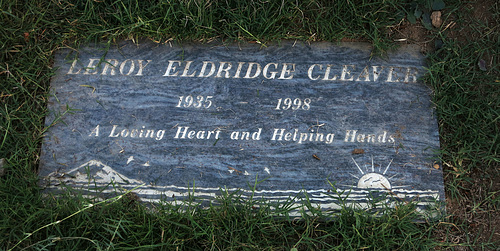 LEROY ELDRIDGE CLEAVER
1935 1998
A Loving Heart and Helping Hands